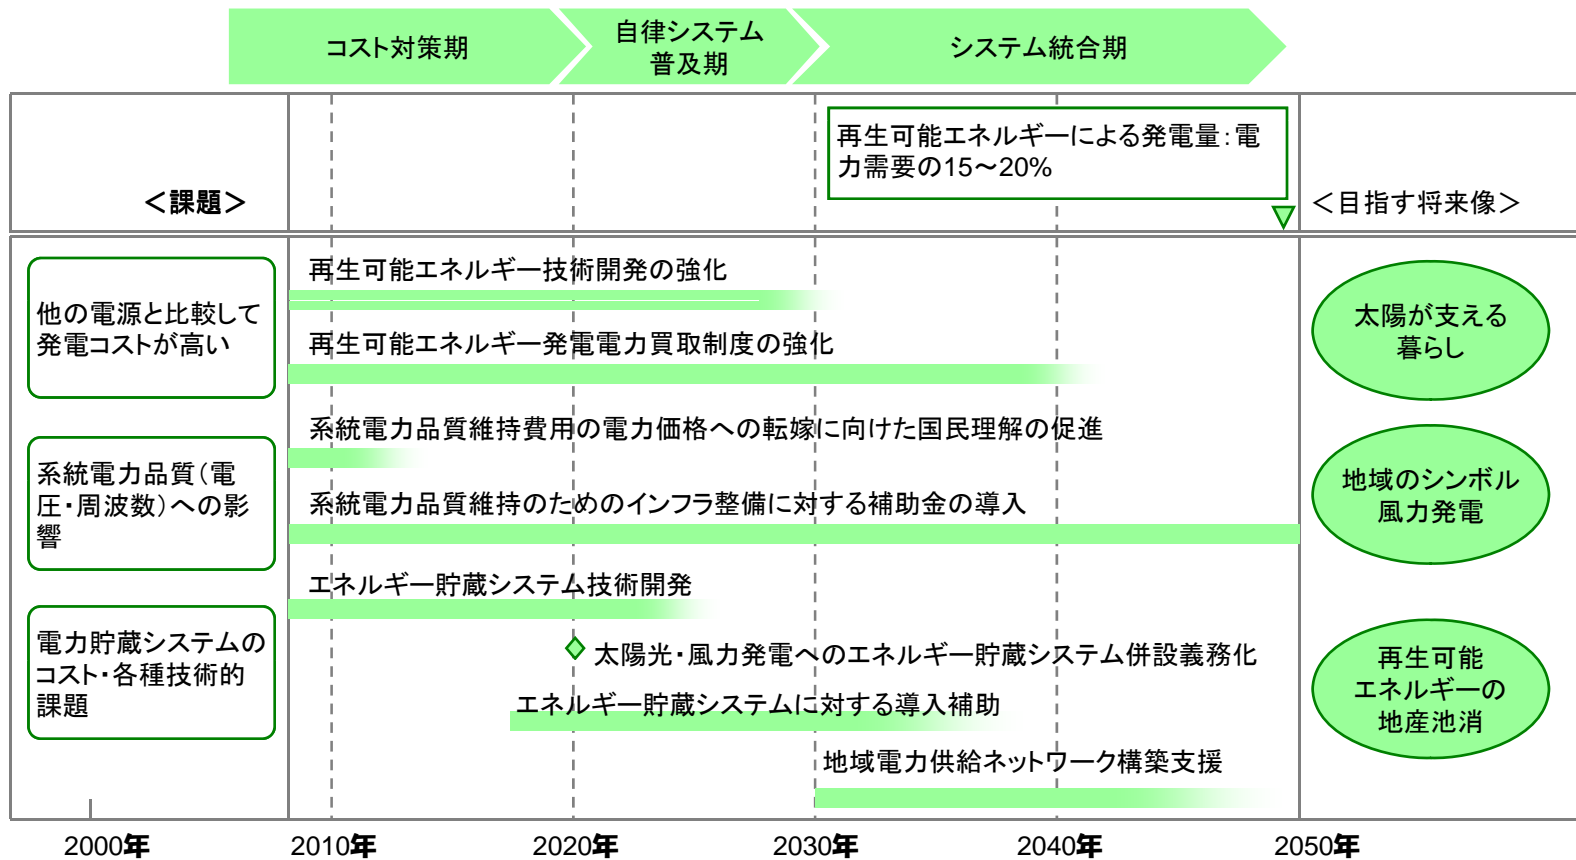 コスト対策期
自律システム
普及期
システム統合期
再生可能エネルギーによる発電量：電
力需要の15～20%
＜課題＞
＜目指す将来像＞
他の電源と比較して
発電コストが高い
再生可能エネルギー技術開発の強化
再生可能エネルギー発電電力買取制度の強化
太陽が支える
暮らし
系統電力品質（電
圧・周波数）への影
響
系統電力品質維持費用の電力価格への転嫁に向けた国民理解の促進
系統電力品質維持のためのインフラ整備に対する補助金の導入
地域のシンボル
風力発電
電力貯蔵システムの
コスト・各種技術的
課題
エネルギー貯蔵システム技術開発
太陽光・風力発電へのエネルギー貯蔵システム併設義務化
エネルギー貯蔵システムに対する導入補助
地域電力供給ネットワーク構築支援
再生可能
エネルギーの
地産池消
2000年
2010年
2020年
2030年
2040年
2050年